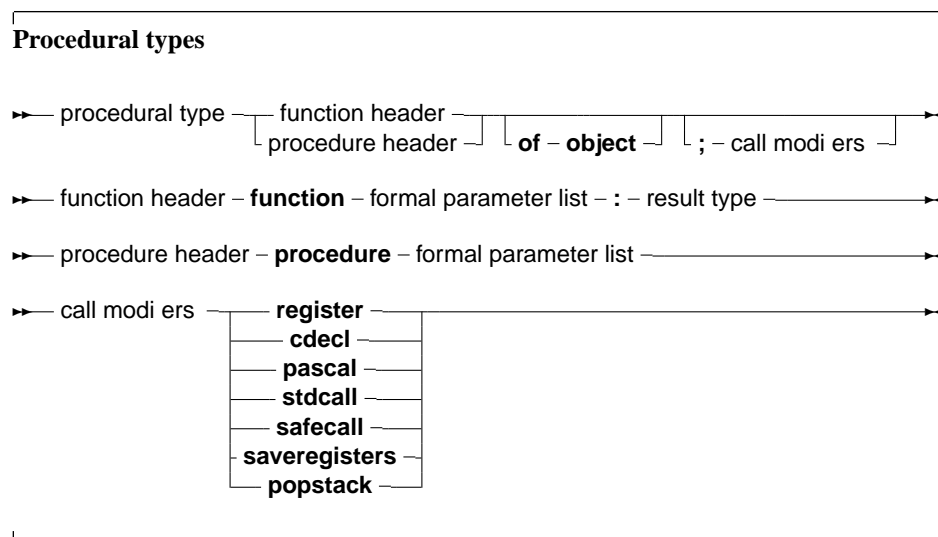 Procedural types
procedural type function header
procedure header of object ; call modi ers
function header function formal parameter list : result type
procedure header procedure formal parameter list
call modi ers register
cdecl
pascal
stdcall
safecall
saveregisters
popstack